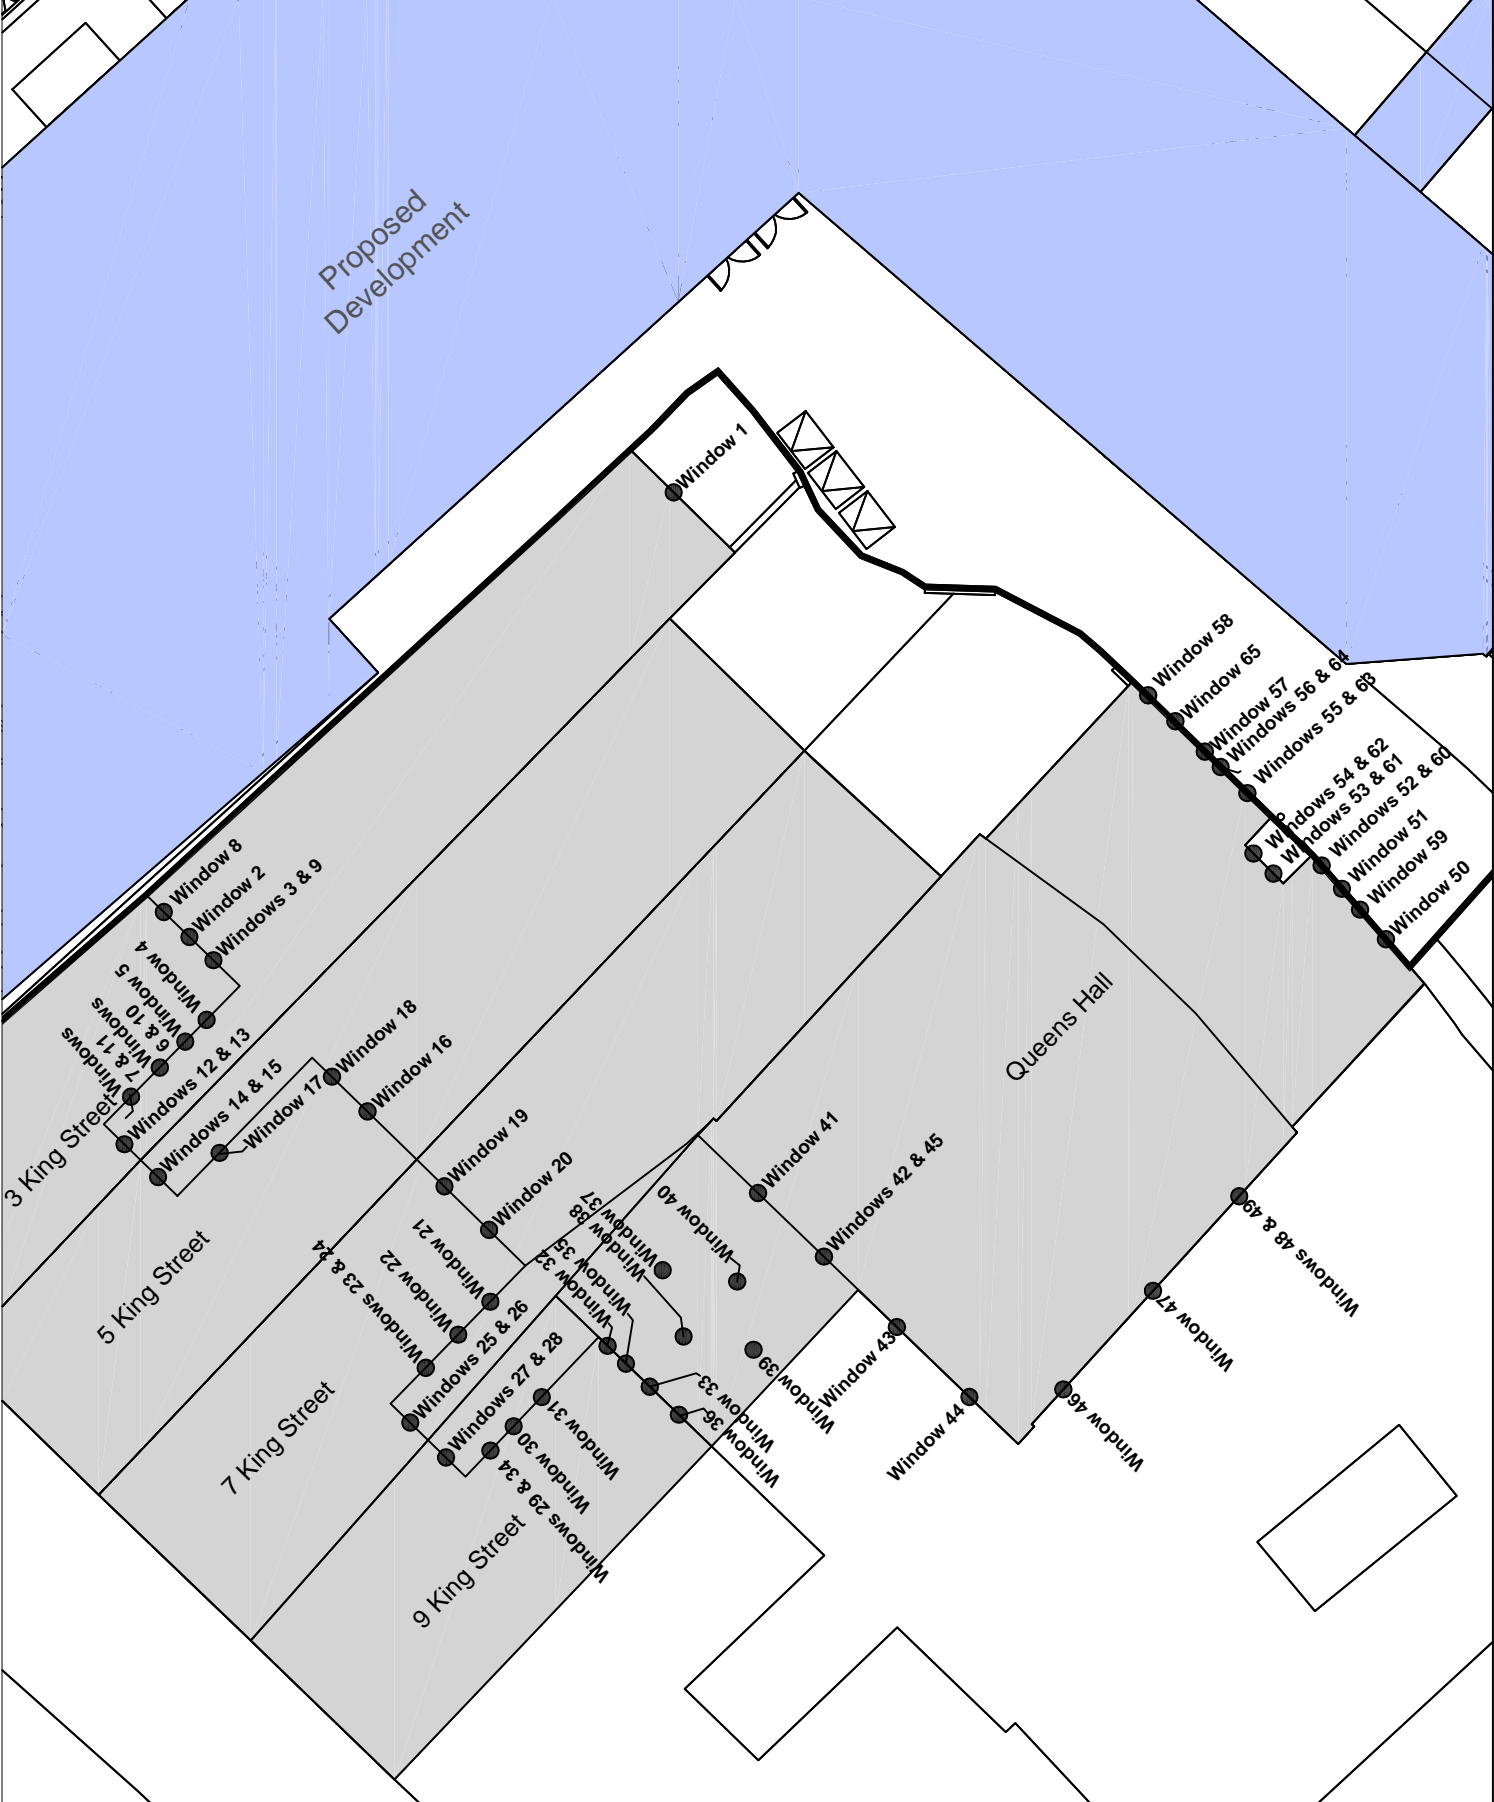 Proposed
Development
Window 1
Window 58
Window 65
Window 57
Windows 56 & 64
Windows 55 & 63
Windows 54 & 62
Windows 53 & 61
Windows 52 & 60
Window 51
Window 59
Window 50
Window 8
Window 2
Windows 3 & 9
Window 4
Window 5
Windows
6 & 10
Windows
7 & 11
Windows 12 & 13
Windows 14 & 15
Window 17
Window 18
Window 16
3 King Street
5 King Street
Window 19
Window 20
Window 21
Window 22
Windows 23 & 24
Windows 25 & 26
Windows 27 & 28
7 King Street
Queens Hall
Window 41
Windows 42 & 45
Window 40
Window 37
Window 38
Window 35
Window 32
Window 33
Window 36
Window 39
Window 31
Window 30
Windows 29 & 34
9 King Street
Window 43
Window 44
Window 46
Window 47
Windows 48 & 49